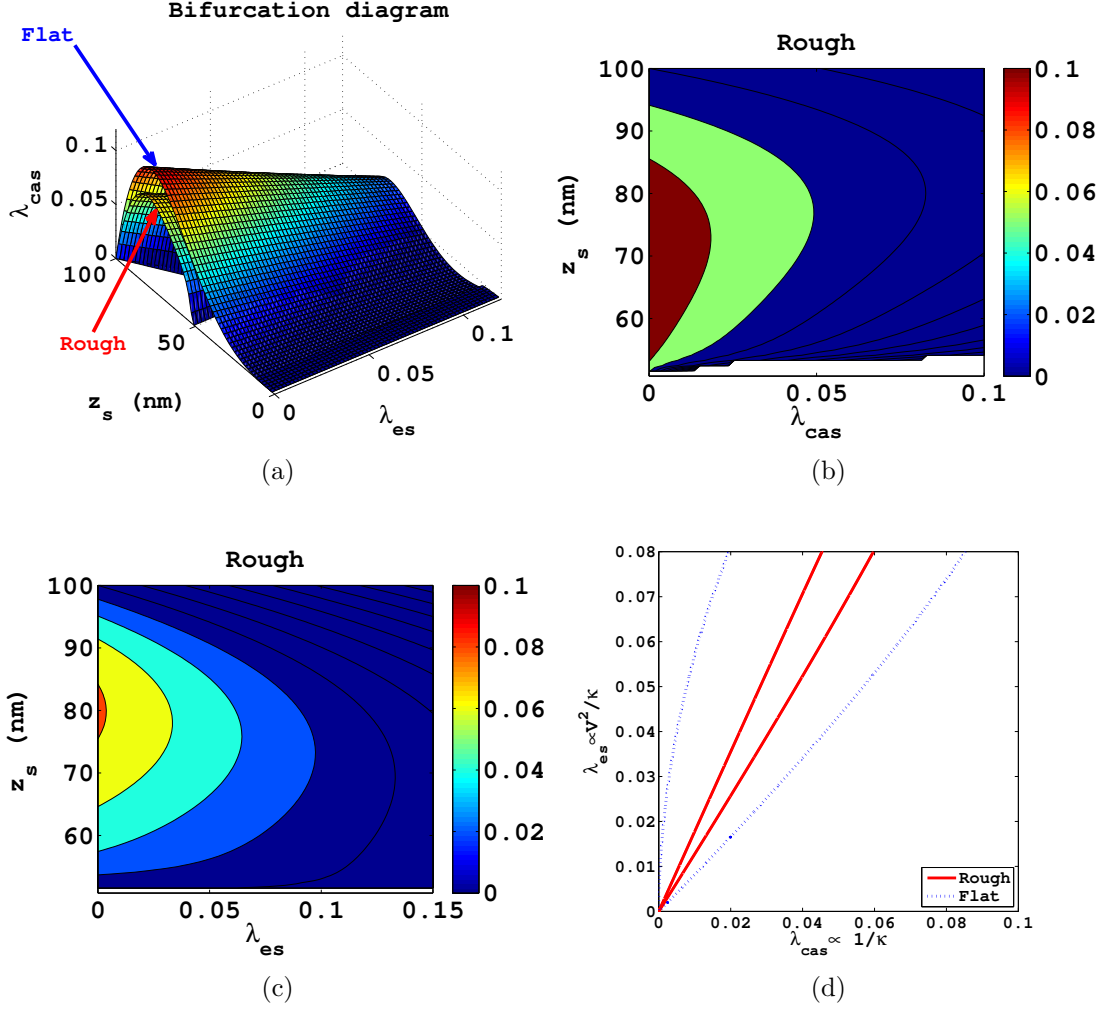 Bifurcation diagram
Flat
Rough
λcas
0.1
0.05
0
100
50
0
z_s (nm)
0
0.05
0.1
λes
(a)
Rough
100
90
80
70
60
z_s (nm)
0
0.05
0.1
λcas
0.1
0.08
0.06
0.04
0.02
0
(b)
Rough
100
90
80
70
60
z_s (nm)
0
0.05
0.1
0.15
λes
0.1
0.08
0.06
0.04
0.02
0
(c)
0.08
0.07
0.06
0.05
0.04
0.03
0.02
0.01
0
λes ∝V²/κ
0
0.02
0.04
0.06
0.08
0.1
λcas ∝ 1/κ
Rough
Flat
(d)